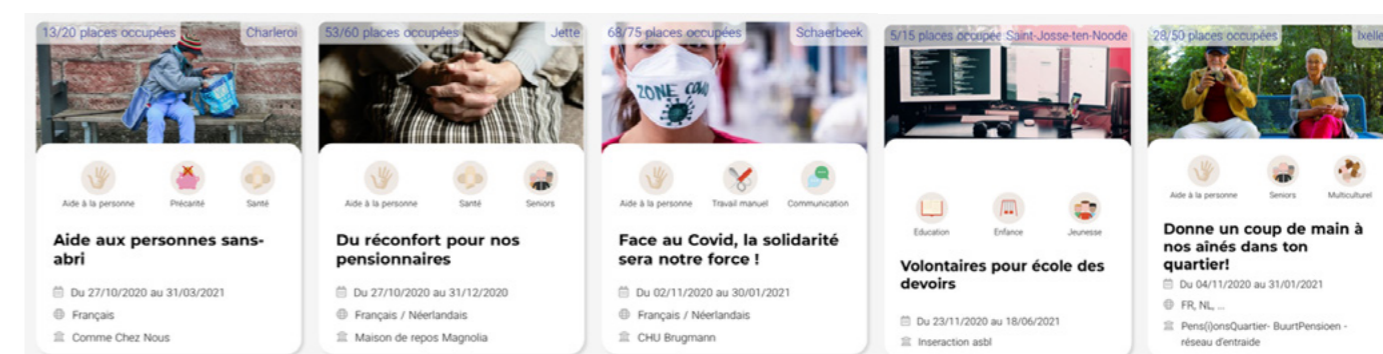 13/20 places occupées
Charleroi
Aide à la personne
Précarité
Santé
Aide aux personnes sans-
abri
Du 27/10/2020 au 31/03/2021
Français
Comme Chez Nous
53/60 places occupées
Jette
Aide à la personne
Santé
Seniors
Du réconfort pour nos
pensionnaires
Du 27/10/2020 au 31/12/2020
Français / Néerlandais
Maison de repos Magnolia
68/75 places occupées
Schaerbeek
ZONE
Aide à la personne
Travail manuel
Communication
Face au Covid, la solidarité
sera notre force !
Du 02/11/2020 au 30/01/2021
Français / Néerlandais
CHU Brugmann
5/15 places occupée
Saint-Josse-ten-Noode
Education
Enfance
Jeunesse
Volontaires pour école des
devoirs
Du 23/11/2020 au 18/06/2021
Inseraction asbl
28/50 places occupées
Ixelle
Aide à la personne
Seniors
Multiculturel
Donne un coup de main à
nos aînés dans ton
quartier!
Du 04/11/2020 au 31/01/2021
FR, NL, ...
Pens(i)onsQuartier- BuurtPensioen -
réseau d'entraide